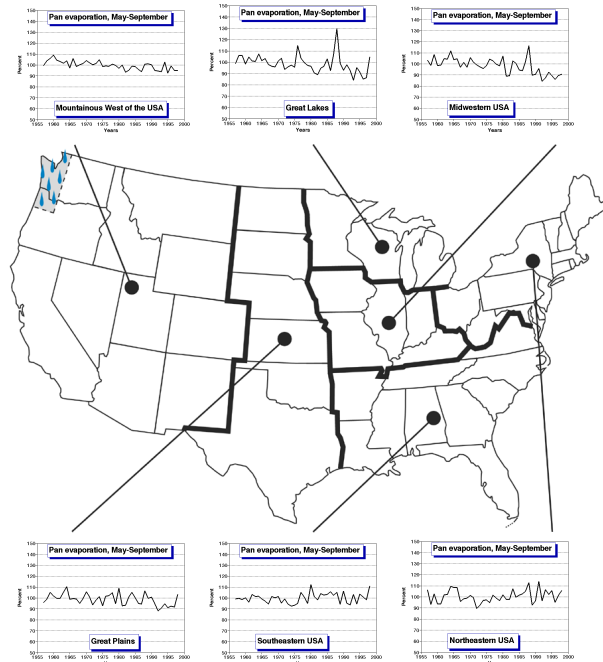 Pan evaporation, May-September
150
140
130
120
110
100
90
80
70
60
50
Percent
Mountainous West of the USA
1955 1960 1965 1970 1975 1980 1985 1990 1995 2000
Years
Pan evaporation, May-September
150
140
130
120
110
100
90
80
70
60
50
Percent
Great Lakes
1955 1960 1965 1970 1975 1980 1985 1990 1995 2000
Years
Pan evaporation, May-September
150
140
130
120
110
100
90
80
70
60
50
Percent
Midwestern USA
1955 1960 1965 1970 1975 1980 1985 1990 1995 2000
Years
Pan evaporation, May-September
150
140
130
120
110
100
90
80
70
60
50
Percent
Great Plains
1955 1960 1965 1970 1975 1980 1985 1990 1995 2000
Pan evaporation, May-September
150
140
130
120
110
100
90
80
70
60
50
Percent
Southeastern USA
1955 1960 1965 1970 1975 1980 1985 1990 1995 2000
Pan evaporation, May-September
150
140
130
120
110
100
90
80
70
60
50
Percent
Northeastern USA
1955 1960 1965 1970 1975 1980 1985 1990 1995 2000